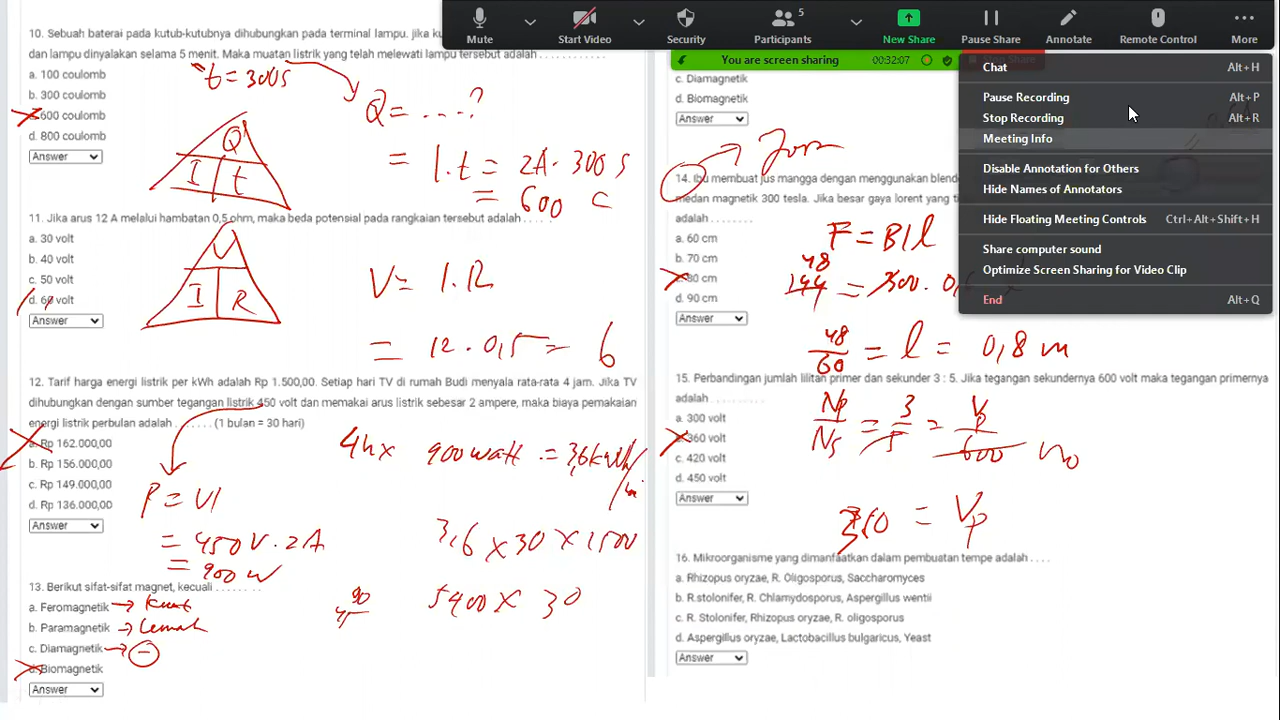 Mute
Start Video
Security
Participants 5
New Share
Pause Share
Annotate
Remote Control
More
You are screen sharing 00:32:07
Chat Alt+H
Pause Recording Alt+P
Stop Recording Alt+R
Meeting Info
Disable Annotation for Others
Hide Names of Annotators
Hide Floating Meeting Controls Ctrl+Alt+Shift+H
Share computer sound
Optimize Screen Sharing for Video Clip
End Alt+Q
10. Sebuah baterai pada kutub-kutubnya dihubungkan pada terminal lampu. jika ku
dan lampu dinyalakan selama 5 menit. Maka muatan listrik yang telah melewati lampu tersebut adalah
t = 300s
a. 100 coulomb
b. 300 coulomb
c. 600 coulomb
d. 800 coulomb
Answer
Q
I t
Q = ....?
= I.t = 2A . 300 s
= 600 C
11. Jika arus 12 A melalui hambatan 0,5 ohm, maka beda potensial pada rangkaian tersebut adalah . . . . . .
a. 30 volt
b. 40 volt
c. 50 volt
d. 60 volt
Answer
V
I R
V = I.R
= 12 . 0,5 = 6
12. Tarif harga energi listrik per kWh adalah Rp 1.500,00. Setiap hari TV di rumah Budi menyala rata-rata 4 jam. Jika TV
dihubungkan dengan sumber tegangan listrik 450 volt dan memakai arus listrik sebesar 2 ampere, maka biaya pemakaian
energi listrik perbulan adalah . . . . . . . (1 bulan = 30 hari)
a. Rp 162.000,00
b. Rp 156.000,00
c. Rp 149.000,00
d. Rp 136.000,00
Answer
P = VI
= 450 V . 2A
= 900 W
4h x 900 watt = 3,6 kWh/
3,6 x 30 x 1500
5400 x 30
90
13. Berikut sifat-sifat magnet, kecuali . . . . . . . .
a. Feromagnetik → kuat
b. Paramagnetik → lemah
c. Diamagnetik → -
d. Biomagnetik
Answer
c. Diamagnetik
d. Biomagnetik
Answer
14. Ibu membuat jus mangga dengan menggunakan blend
medan magnetik 300 tesla. Jika besar gaya lorent yang ti
adalah . . . . . . . .
a. 60 cm
b. 70 cm
c. 80 cm
d. 90 cm
Answer
F = BIl
48
144 = 300 . 0,6
48/60 = l = 0,8 m
15. Perbandingan jumlah lilitan primer dan sekunder 3 : 5. Jika tegangan sekundernya 600 volt maka tegangan primernya
adalah . . . . . . . . . .
a. 300 volt
b. 360 volt
c. 420 volt
d. 450 volt
Answer
Np/Ns = 3/5 = Vp/600
= Vp
16. Mikroorganisme yang dimanfaatkan dalam pembuatan tempe adalah . . . .
a. Rhizopus oryzae, R. Oligosporus, Saccharomyces
b. R.stolonifer, R. Chlamydosporus, Aspergillus wentii
c. R. Stolonifer, Rhizopus oryzae, R. oligosporus
d. Aspergillus oryzae, Lactobacillus bulgaricus, Yeast
Answer